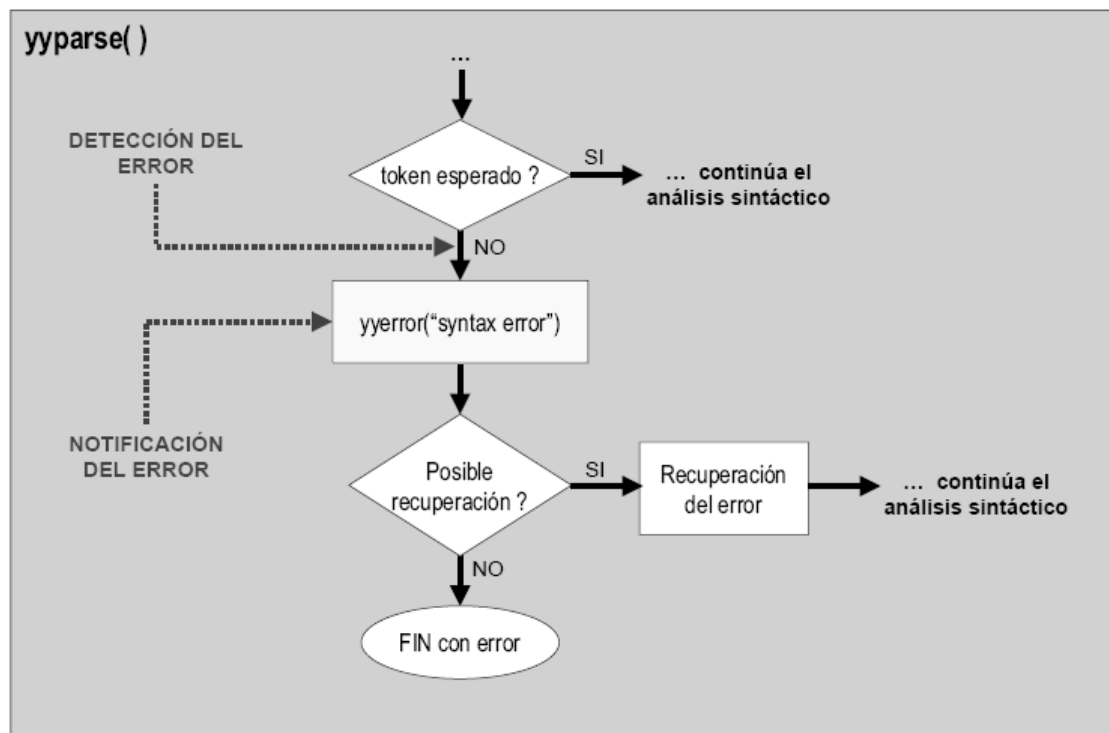 yyparse( )
...
DETECCIÓN DEL
ERROR
token esperado ?
SI
... continúa el
análisis sintáctico
NO
yyerror(“syntax error”)
NOTIFICACIÓN
DEL ERROR
Posible
recuperación ?
SI
Recuperación
del error
... continúa el
análisis sintáctico
NO
FIN con error